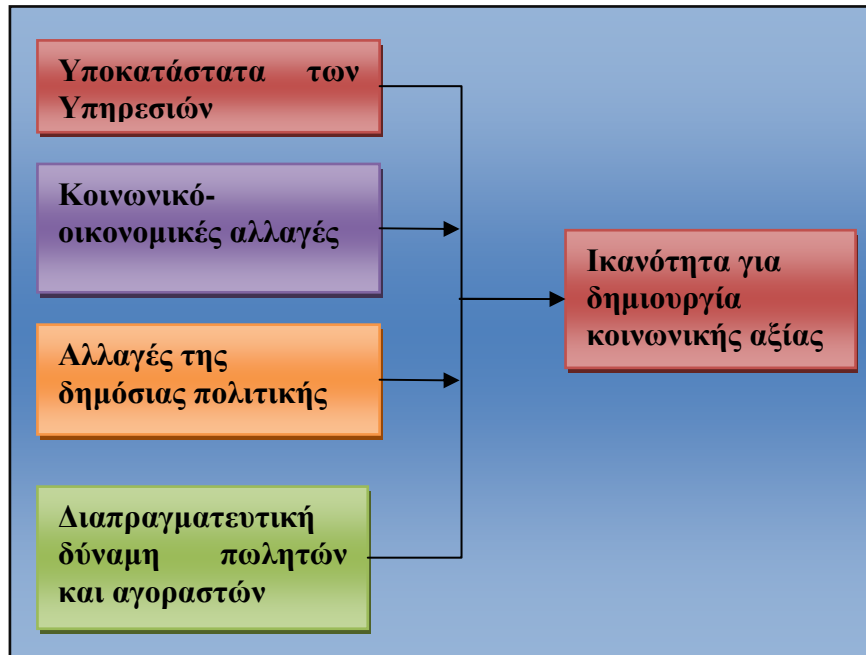 Υποκατάστατα των
Υπηρεσιών
Κοινωνικό-
οικονομικές αλλαγές
Αλλαγές της
δημόσιας πολιτικής
Διαπραγματευτική
δύναμη πωλητών
και αγοραστών
Ικανότητα για
δημιουργία
κοινωνικής αξίας